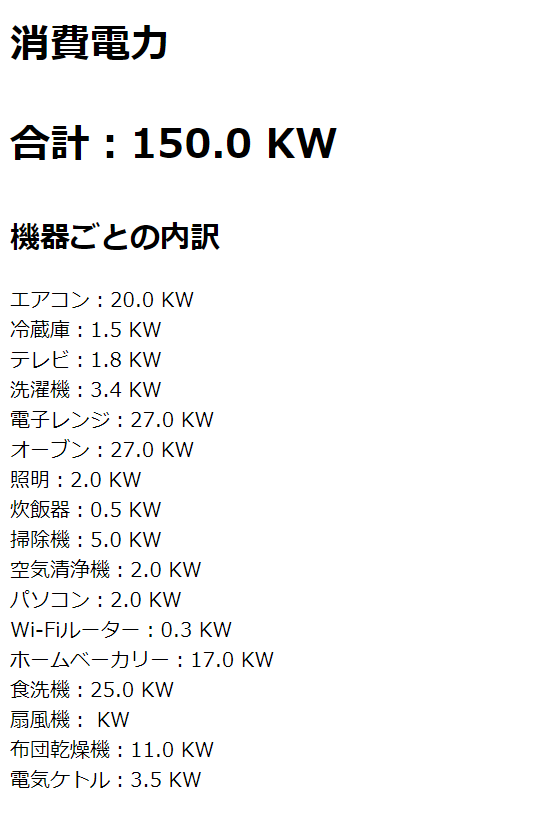 消費電力
合計：150.0 KW
機器ごとの内訳
エアコン：20.0 KW
冷蔵庫：1.5 KW
テレビ：1.8 KW
洗濯機：3.4 KW
電子レンジ：27.0 KW
オーブン：27.0 KW
照明：2.0 KW
炊飯器：0.5 KW
掃除機：5.0 KW
空気清浄機：2.0 KW
パソコン：2.0 KW
Wi-Fiルーター：0.3 KW
ホームベーカリー：17.0 KW
食洗機：25.0 KW
扇風機： KW
布団乾燥機：11.0 KW
電気ケトル：3.5 KW